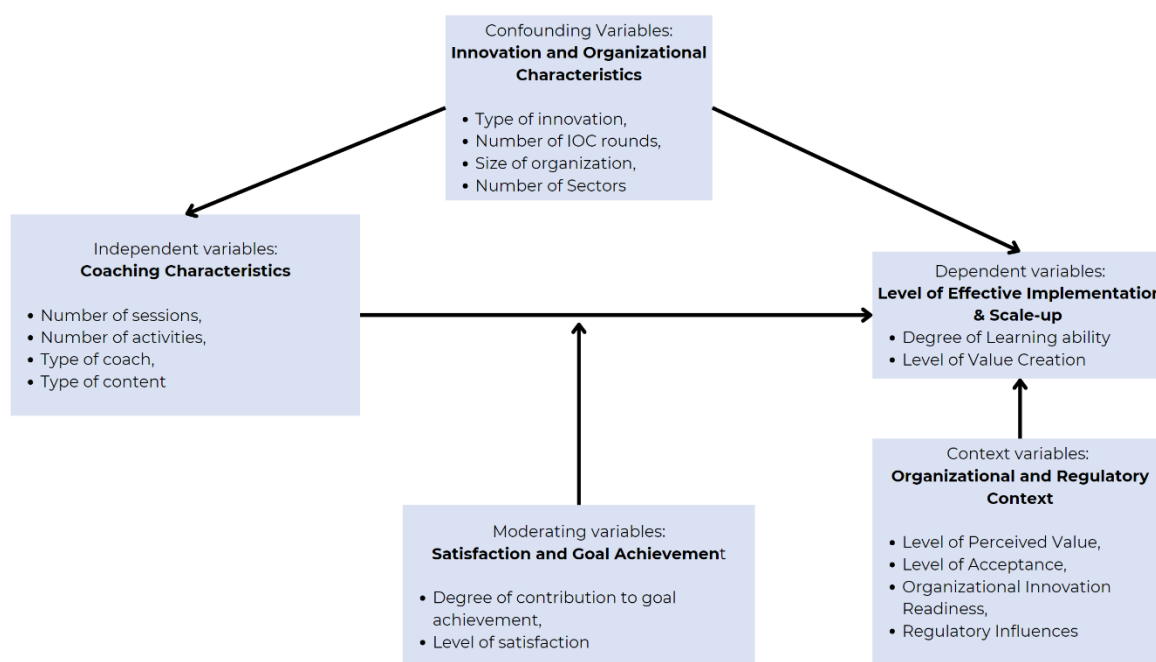 Confounding Variables:
Innovation and Organizational
Characteristics
• Type of innovation,
• Number of IOC rounds,
• Size of organization,
• Number of Sectors
Independent variables:
Coaching Characteristics
• Number of sessions,
• Number of activities,
• Type of coach,
• Type of content
Dependent variables:
Level of Effective Implementation
& Scale-up
• Degree of Learning ability
• Level of Value Creation
Moderating variables:
Satisfaction and Goal Achievement
• Degree of contribution to goal
achievement,
• Level of satisfaction
Context variables:
Organizational and Regulatory
Context
• Level of Perceived Value,
• Level of Acceptance,
• Organizational Innovation
Readiness,
• Regulatory Influences